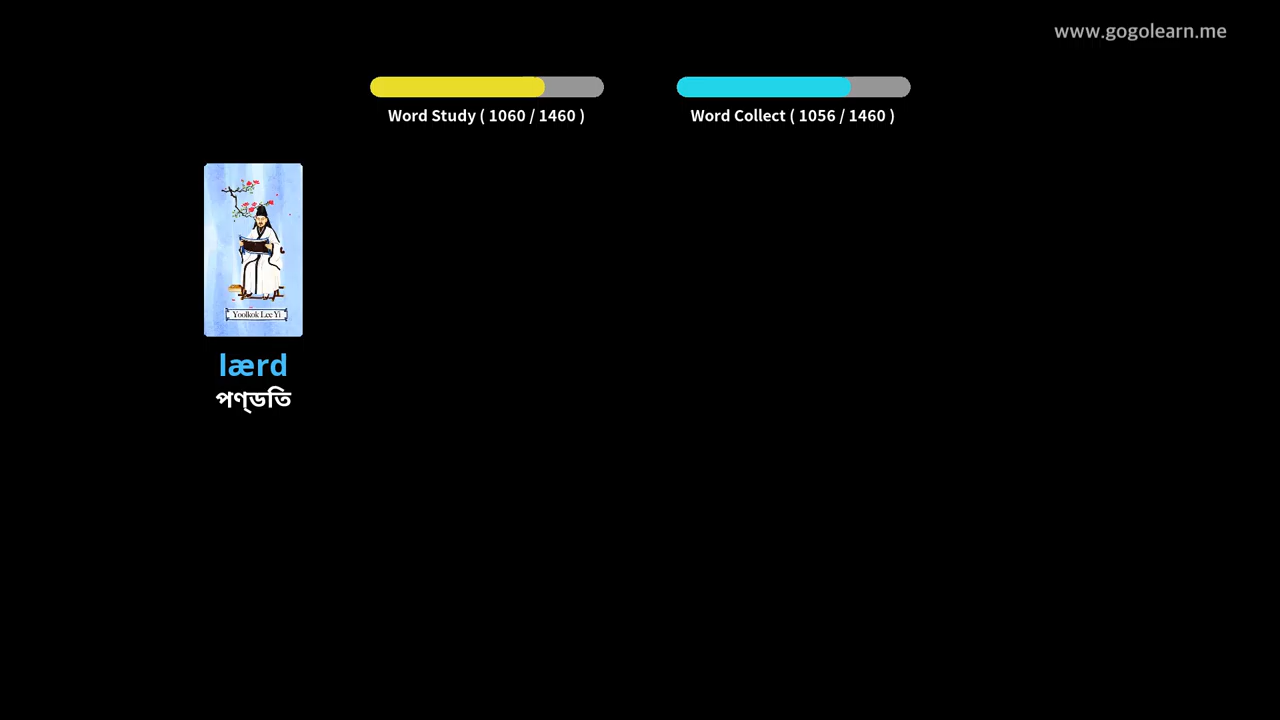 www.gogolearn.me
Word Study ( 1060 / 1460 )
Word Collect ( 1056 / 1460 )
Yoolkok Lee Yi
lærd
পণ্ডিত